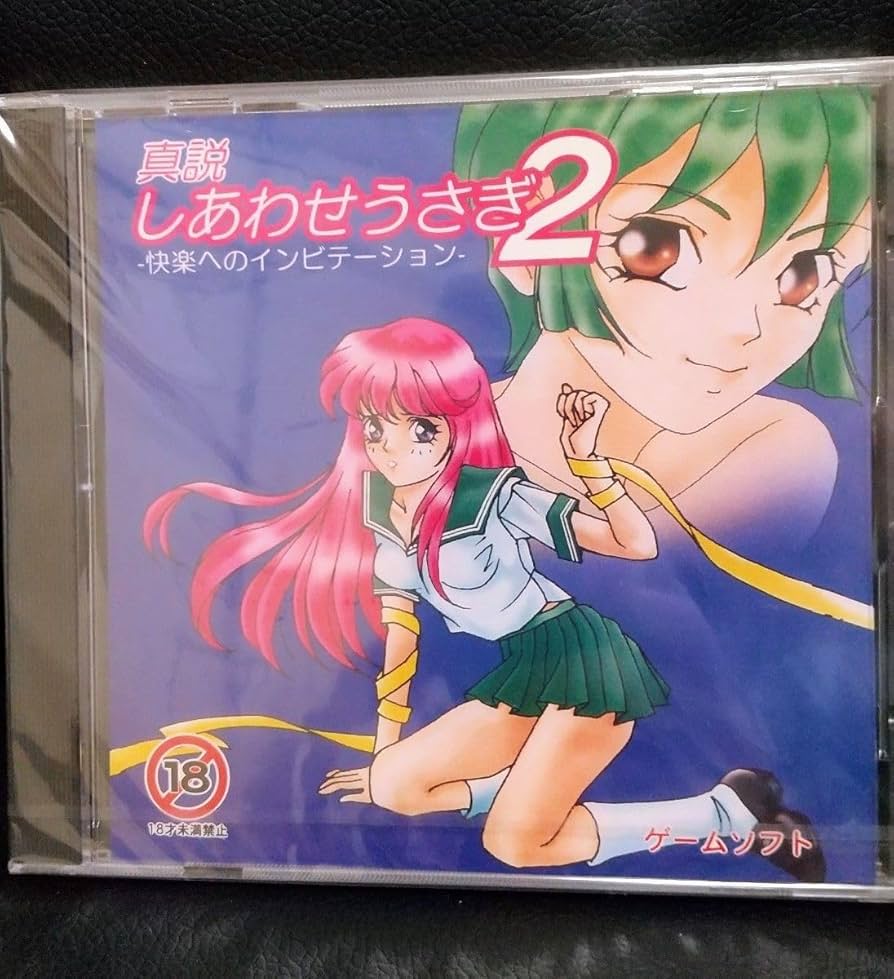 真説
しあわせうさぎ2
-快楽へのインビテーション-
18
18才未満禁止
ゲームソフト